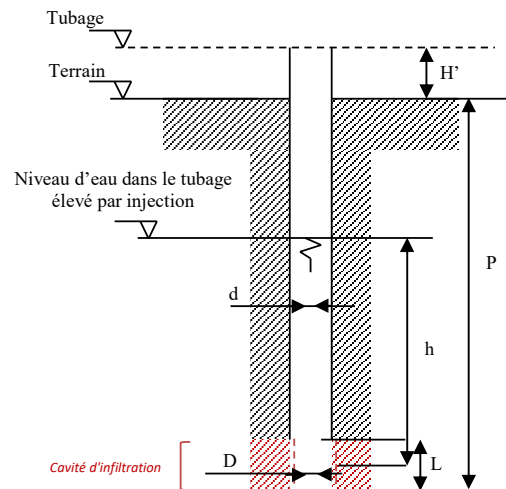 Tubage
H’
Terrain
Niveau d’eau dans le tubage
élevé par injection
P
d
h
Cavité d'infiltration
D
L